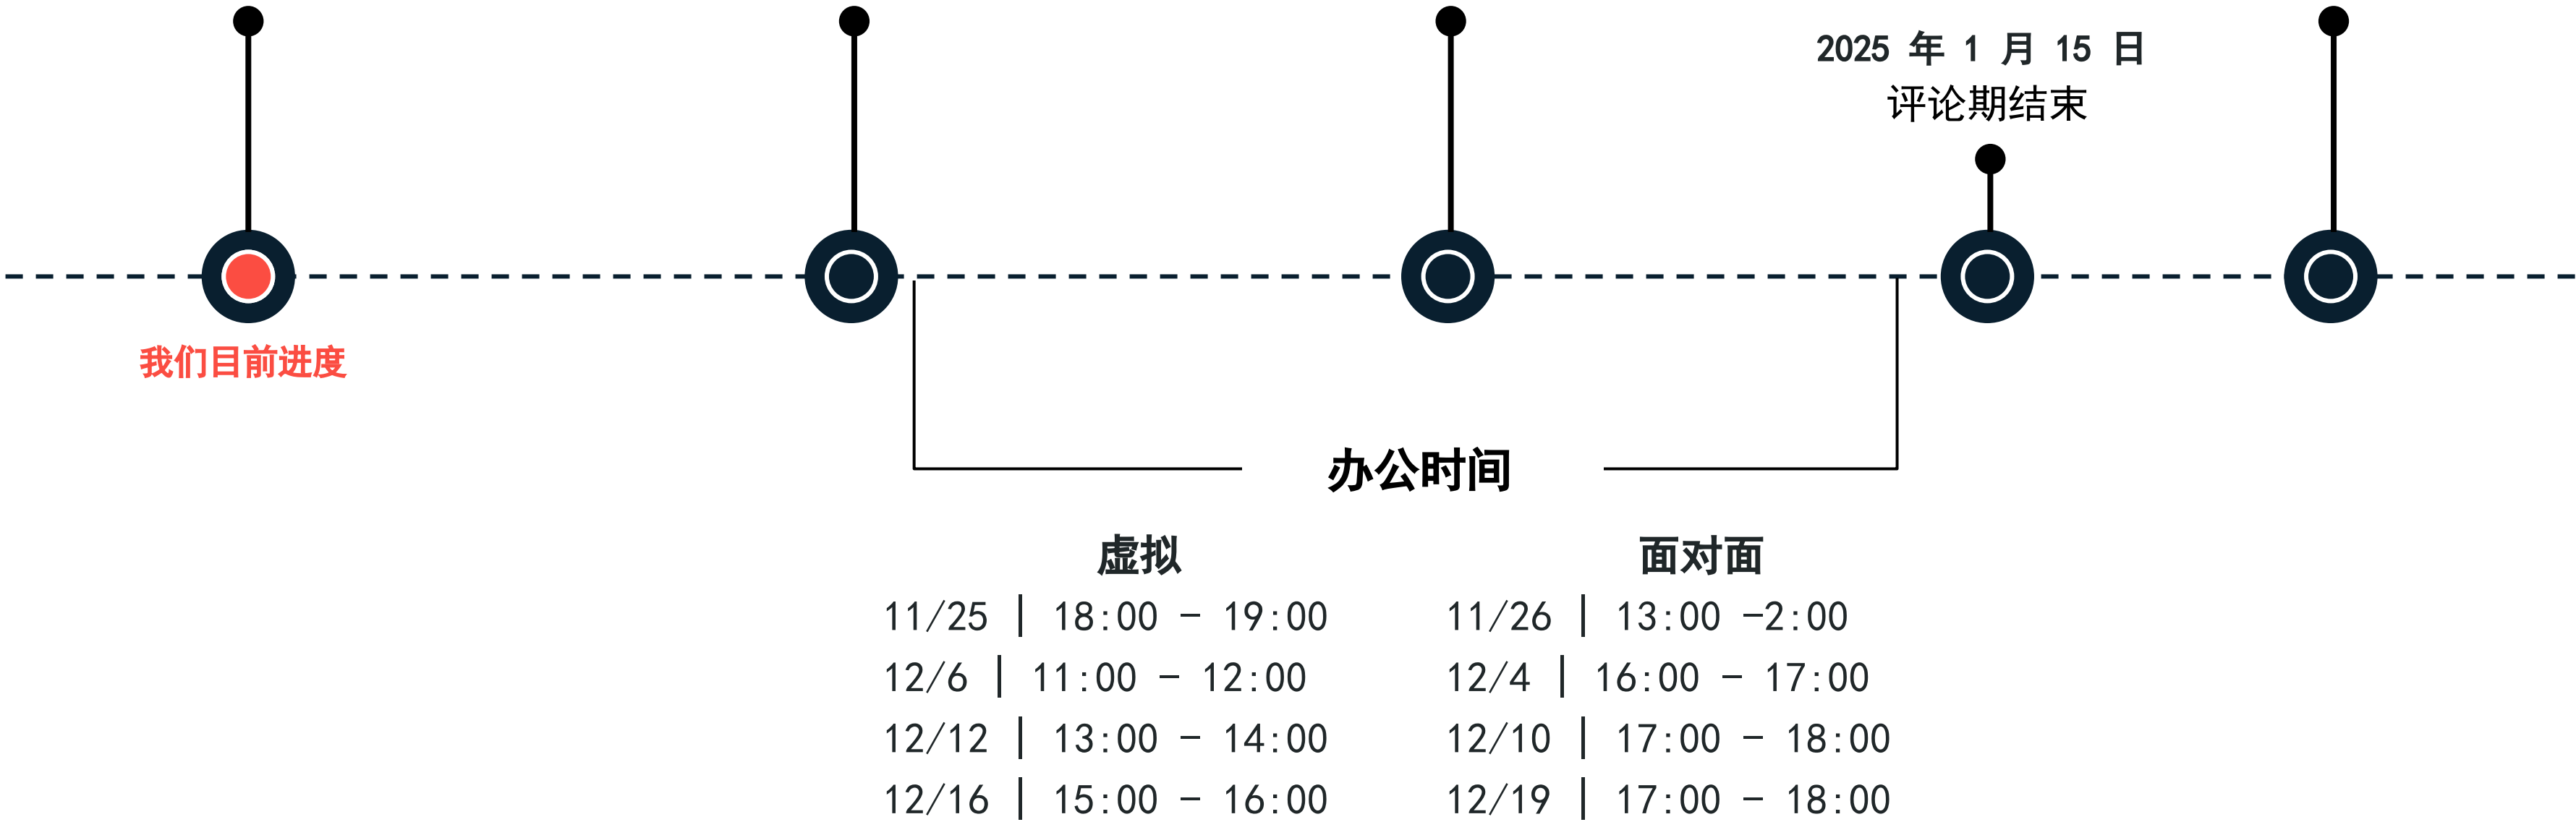 2025 年 1 月 15 日
评论期结束
我们目前进度
办公时间
虚拟
11/25 | 18:00 - 19:00
12/6 | 11:00 - 12:00
12/12 | 13:00 - 14:00
12/16 | 15:00 - 16:00
面对面
11/26 | 13:00 -2:00
12/4 | 16:00 - 17:00
12/10 | 17:00 - 18:00
12/19 | 17:00 - 18:00